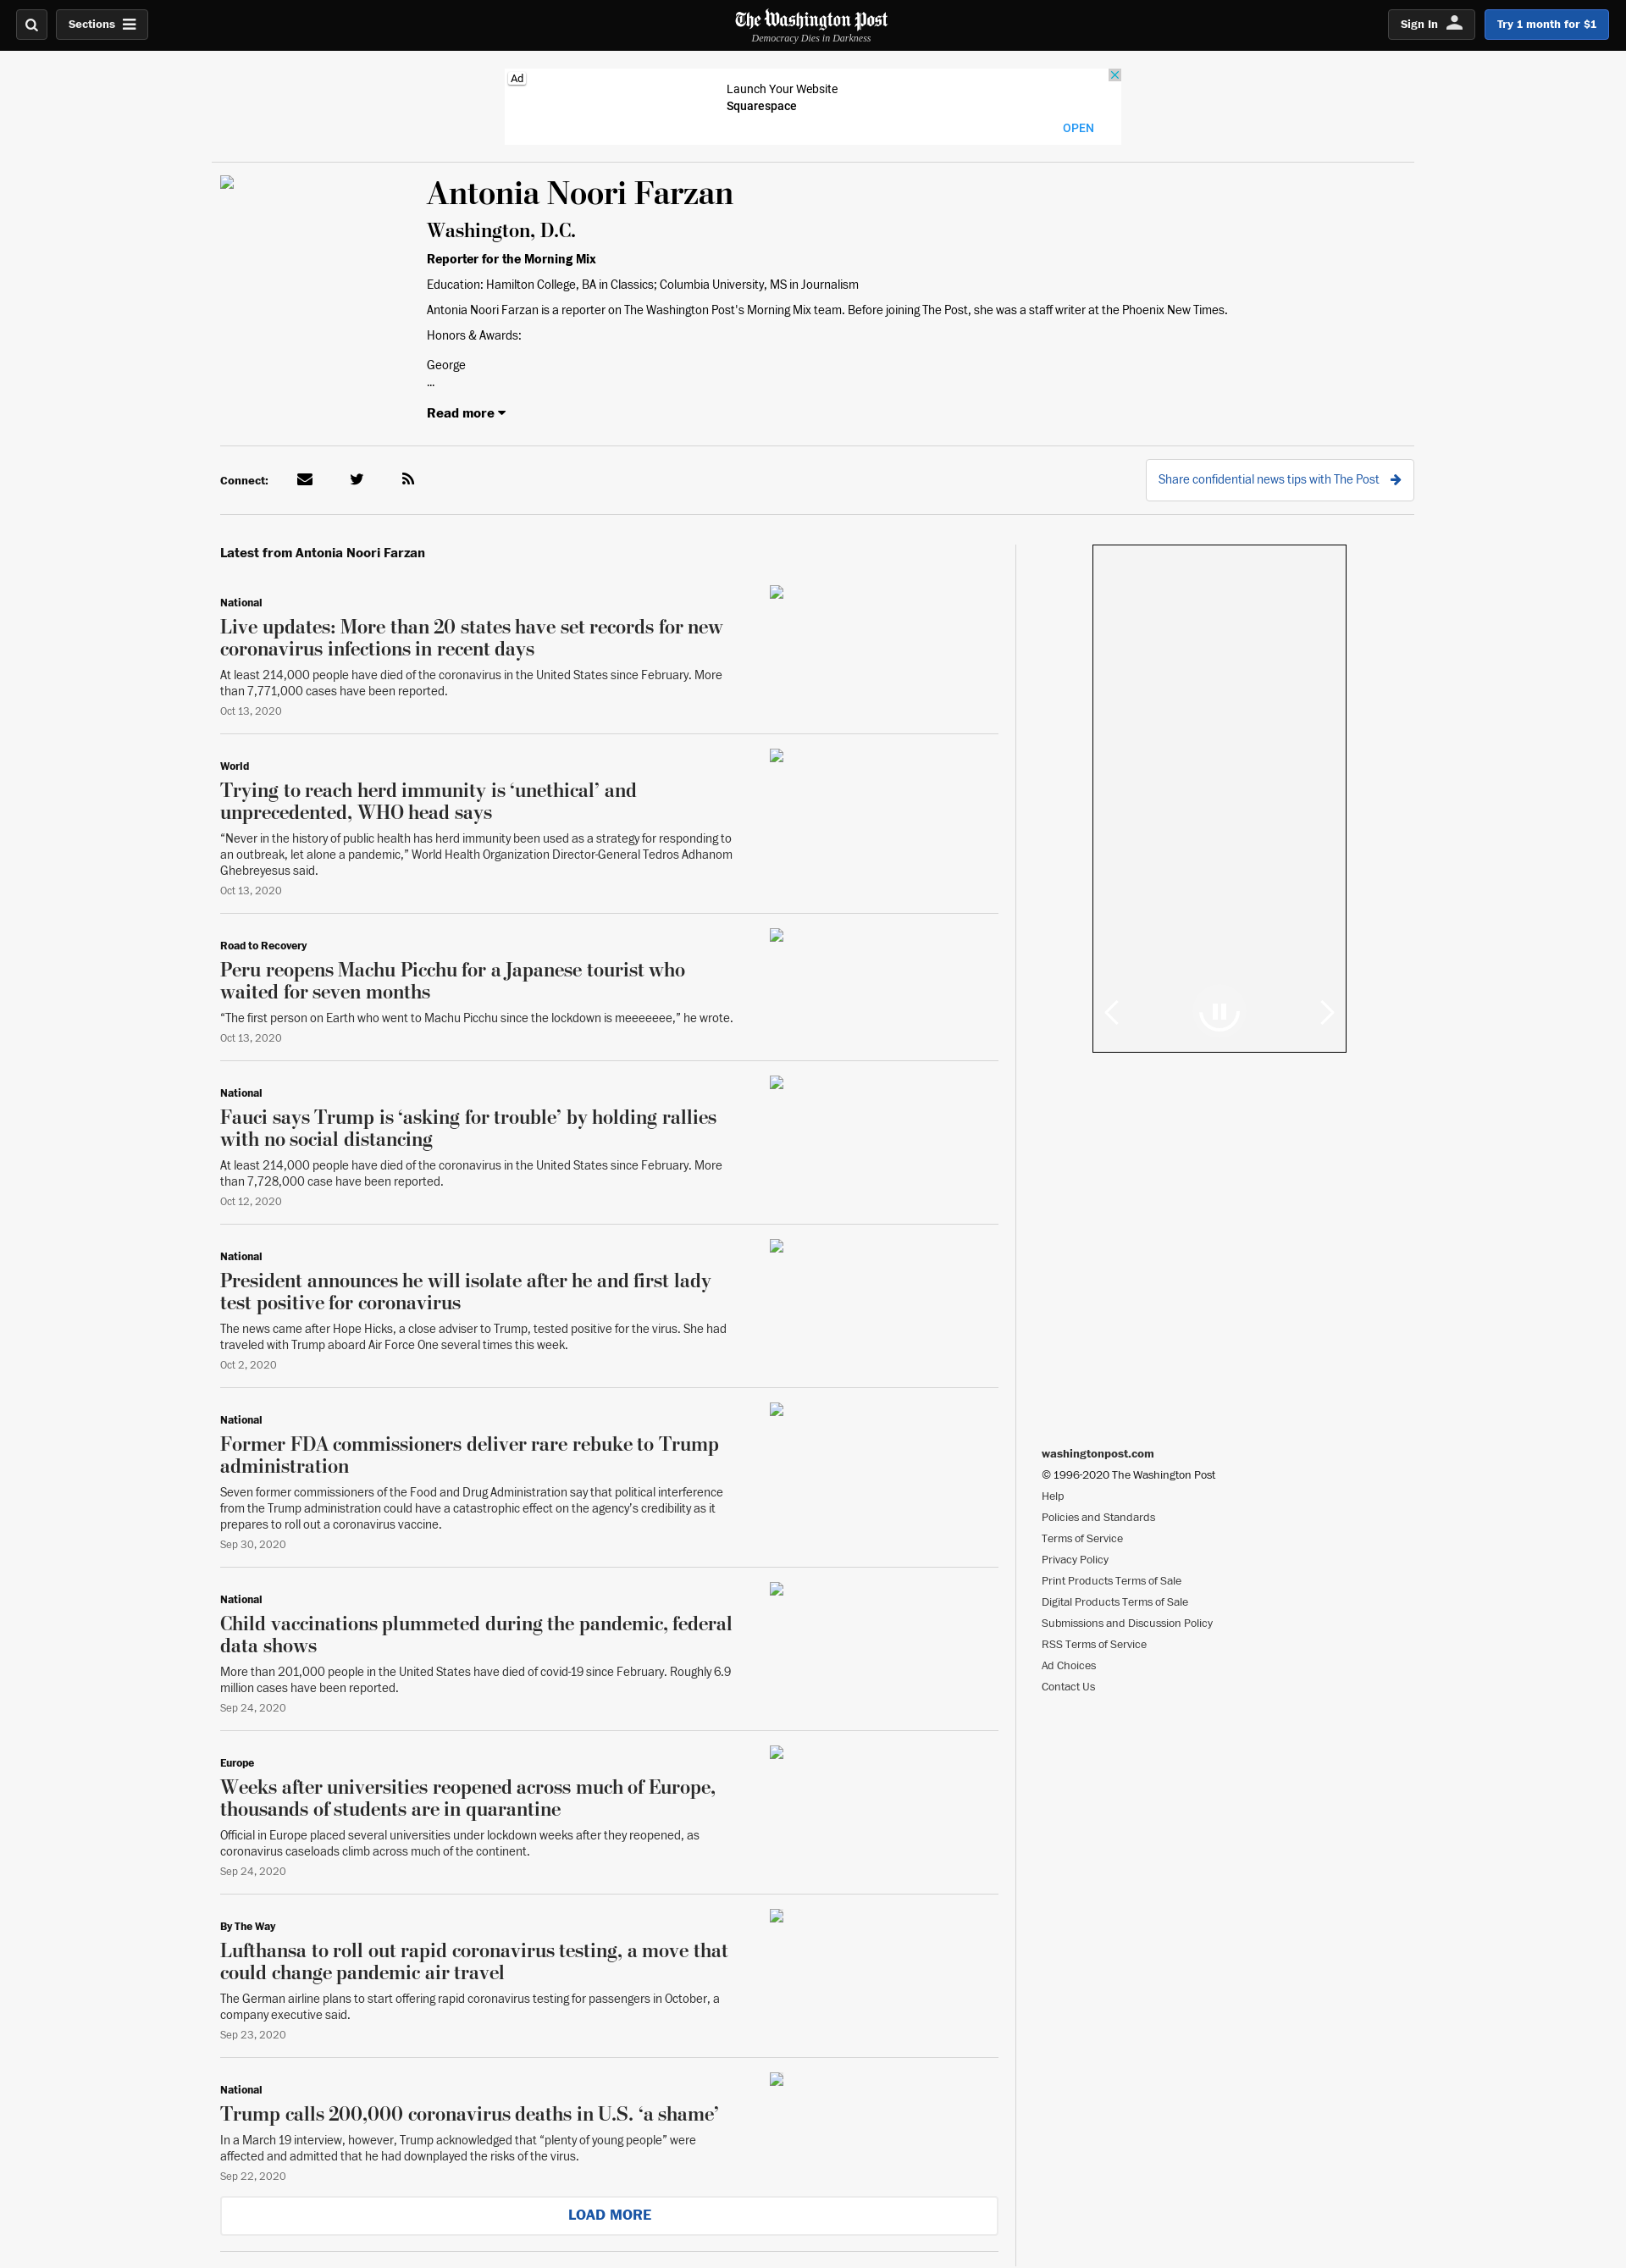 Sections
The Washington Post
Democracy Dies in Darkness
Sign In
Try 1 month for $1
Ad
Launch Your Website
Squarespace
OPEN
Antonia Noori Farzan
Washington, D.C.
Reporter for the Morning Mix
Education: Hamilton College, BA in Classics; Columbia University, MS in Journalism
Antonia Noori Farzan is a reporter on The Washington Post's Morning Mix team. Before joining The Post, she was a staff writer at the Phoenix New Times.
Honors & Awards:
George
...
Read more
Connect:
Share confidential news tips with The Post
Latest from Antonia Noori Farzan
National
Live updates: More than 20 states have set records for new
coronavirus infections in recent days
At least 214,000 people have died of the coronavirus in the United States since February. More
than 7,771,000 cases have been reported.
Oct 13, 2020
World
Trying to reach herd immunity is ‘unethical’ and
unprecedented, WHO head says
“Never in the history of public health has herd immunity been used as a strategy for responding to
an outbreak, let alone a pandemic,” World Health Organization Director-General Tedros Adhanom
Ghebreyesus said.
Oct 13, 2020
Road to Recovery
Peru reopens Machu Picchu for a Japanese tourist who
waited for seven months
“The first person on Earth who went to Machu Picchu since the lockdown is meeeeeee,” he wrote.
Oct 13, 2020
National
Fauci says Trump is ‘asking for trouble’ by holding rallies
with no social distancing
At least 214,000 people have died of the coronavirus in the United States since February. More
than 7,728,000 case have been reported.
Oct 12, 2020
National
President announces he will isolate after he and first lady
test positive for coronavirus
The news came after Hope Hicks, a close adviser to Trump, tested positive for the virus. She had
traveled with Trump aboard Air Force One several times this week.
Oct 2, 2020
National
Former FDA commissioners deliver rare rebuke to Trump
administration
Seven former commissioners of the Food and Drug Administration say that political interference
from the Trump administration could have a catastrophic effect on the agency's credibility as it
prepares to roll out a coronavirus vaccine.
Sep 30, 2020
National
Child vaccinations plummeted during the pandemic, federal
data shows
More than 201,000 people in the United States have died of covid-19 since February. Roughly 6.9
million cases have been reported.
Sep 24, 2020
Europe
Weeks after universities reopened across much of Europe,
thousands of students are in quarantine
Official in Europe placed several universities under lockdown weeks after they reopened, as
coronavirus caseloads climb across much of the continent.
Sep 24, 2020
By The Way
Lufthansa to roll out rapid coronavirus testing, a move that
could change pandemic air travel
The German airline plans to start offering rapid coronavirus testing for passengers in October, a
company executive said.
Sep 23, 2020
National
Trump calls 200,000 coronavirus deaths in U.S. ‘a shame’
In a March 19 interview, however, Trump acknowledged that “plenty of young people” were
affected and admitted that he had downplayed the risks of the virus.
Sep 22, 2020
LOAD MORE
washingtonpost.com
© 1996-2020 The Washington Post
Help
Policies and Standards
Terms of Service
Privacy Policy
Print Products Terms of Sale
Digital Products Terms of Sale
Submissions and Discussion Policy
RSS Terms of Service
Ad Choices
Contact Us